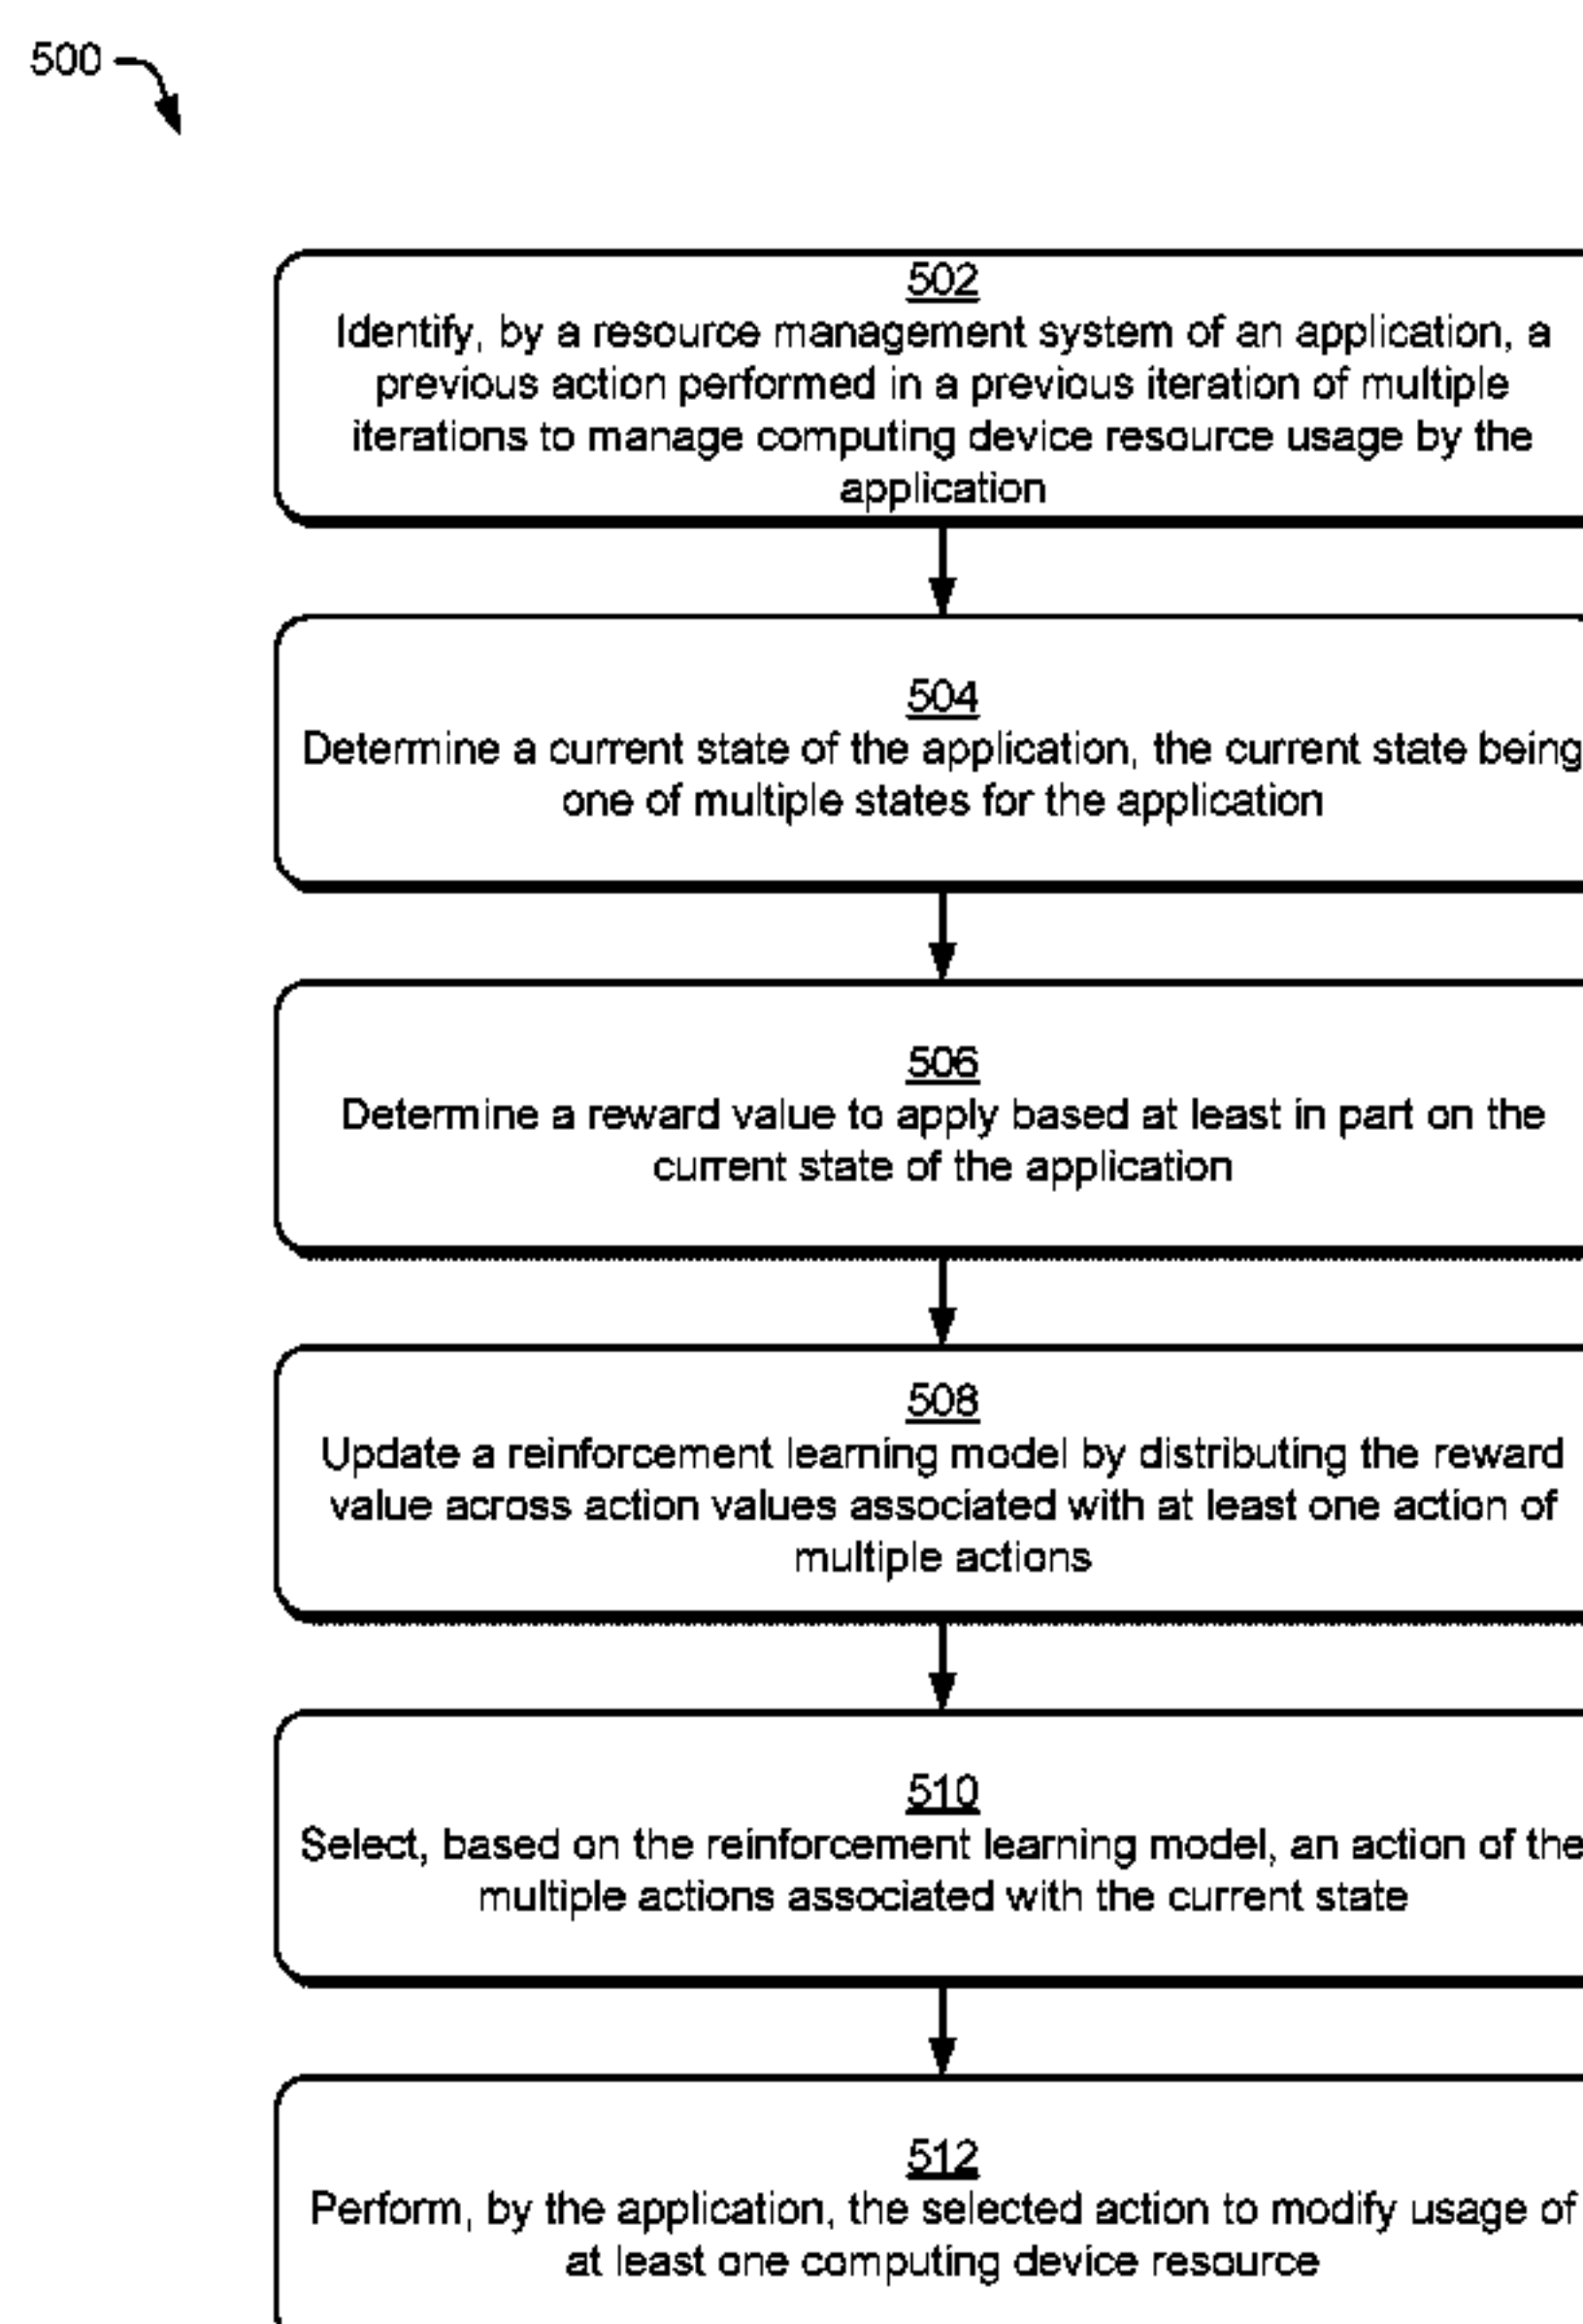 500
502
Identify, by a resource management system of an application, a
previous action performed in a previous iteration of multiple
iterations to manage computing device resource usage by the
application
504
Determine a current state of the application, the current state being
one of multiple states for the application
506
Determine a reward value to apply based at least in part on the
current state of the application
508
Update a reinforcement learning model by distributing the reward
value across action values associated with at least one action of
multiple actions
510
Select, based on the reinforcement learning model, an action of the
multiple actions associated with the current state
512
Perform, by the application, the selected action to modify usage of
at least one computing device resource